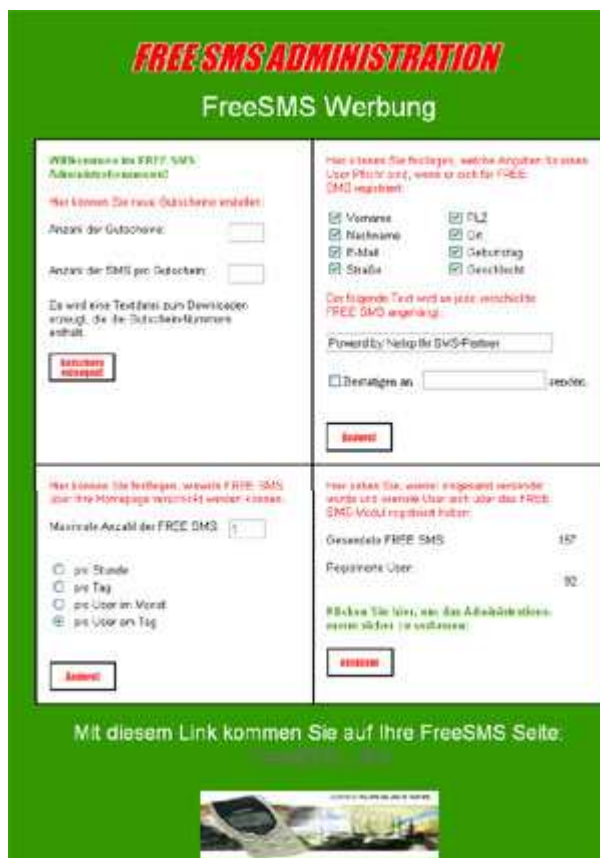 FREE SMS ADMINISTRATION
FreeSMS Werbung
Willkommen im FREE SMS
Hier können Sie neue Gutscheine erstellen:
Anzahl der Gutscheine:
Anzahl der SMS pro Gutschein:
Es wird eine Textdatei zum Downloaden
erzeugt, die die Gutschein-Nummern
enthält.
Hier können Sie festlegen, welche Angaben für einen
User Pflicht sind, wenn er sich für FREE
SMS registriert:
Vorname
PLZ
Nachname
Ort
E-Mail
Geburtstag
Straße
Geschlecht
Der folgende Text wird an jede verschickte
FREE SMS angehängt:
SMS-Partner
Bestätigen an
senden.
Ändern!
Hier können Sie festlegen, wieviele FREE SMS
über Ihre Homepage verschickt werden können:
Maximale Anzahl der FREE SMS: 1
pro Stunde
pro Tag
pro User im Monat
pro User am Tag
Ändern!
Hier sehen Sie, wieviel insgesamt versendet
wurde und wieviele User sich über das FREE
SMS-Modul registriert haben:
Gesendete FREE SMS: 157
Registrierte User:
92
Klicken Sie hier, um das Administrations-
menü sicher zu verlassen:
Mit diesem Link kommen Sie auf Ihre FreeSMS Seite: